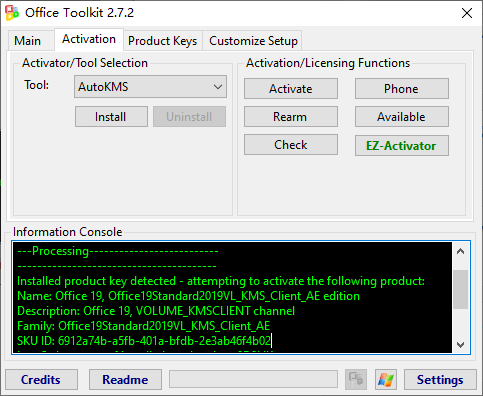 Office Toolkit 2.7.2
Main
Activation
Product Keys
Customize Setup
Activator/Tool Selection
Tool:
AutoKMS
Install
Uninstall
Activation/Licensing Functions
Activate
Phone
Rearm
Available
Check
EZ-Activator
Information Console
---Processing--------------------------
----------------------------------------
Installed product key detected - attempting to activate the following product:
Name: Office 19, Office19Standard2019VL_KMS_Client_AE edition
Description: Office 19, VOLUME_KMSCLIENT channel
Family: Office19Standard2019VL_KMS_Client_AE
SKU ID: 6912a74b-a5fb-401a-bfdb-2e3ab46f4b02
Credits
Readme
Settings